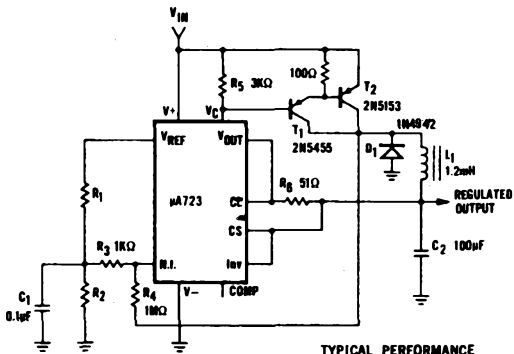 VIN
R5 3KΩ
100Ω
T2
2N5153
V+
VC
T1
2N5455
1N4942
D1
L1
1.2mH
VREF
VOUT
R1
μA723
CL
R6 51Ω
CS
REGULATED
OUTPUT
R3 1KΩ
N.I.
Inv
C2 100μF
C1
0.1μF
R2
R4
1MΩ
V−
COMP
TYPICAL PERFORMANCE